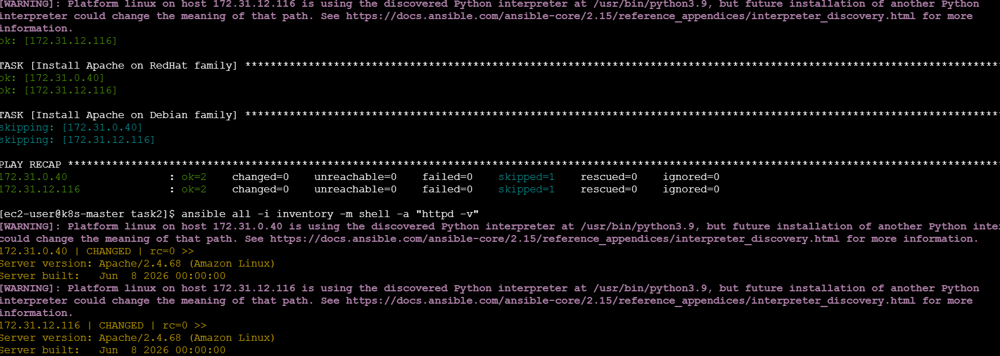 [WARNING]: Platform linux on host 172.31.12.116 is using the discovered Python interpreter at /usr/bin/python3.9, but future installation of another Python
interpreter could change the meaning of that path. See https://docs.ansible.com/ansible-core/2.15/reference_appendices/interpreter_discovery.html for more
information.
ok: [172.31.12.116]
TASK [Install Apache on RedHat family] ************************************************************************************************************************
ok: [172.31.0.40]
ok: [172.31.12.116]
TASK [Install Apache on Debian family] ************************************************************************************************************************
skipping: [172.31.0.40]
skipping: [172.31.12.116]
PLAY RECAP ****************************************************************************************************************************************************
172.31.0.40 : ok=2 changed=0 unreachable=0 failed=0 skipped=1 rescued=0 ignored=0
172.31.12.116 : ok=2 changed=0 unreachable=0 failed=0 skipped=1 rescued=0 ignored=0
[ec2-user@k8s-master task2]$ ansible all -i inventory -m shell -a "httpd -v"
[WARNING]: Platform linux on host 172.31.0.40 is using the discovered Python interpreter at /usr/bin/python3.9, but future installation of another Python inte
could change the meaning of that path. See https://docs.ansible.com/ansible-core/2.15/reference_appendices/interpreter_discovery.html for more information.
172.31.0.40 | CHANGED | rc=0 >>
Server version: Apache/2.4.68 (Amazon Linux)
Server built:   Jun  8 2026 00:00:00
[WARNING]: Platform linux on host 172.31.12.116 is using the discovered Python interpreter at /usr/bin/python3.9, but future installation of another Python
interpreter could change the meaning of that path. See https://docs.ansible.com/ansible-core/2.15/reference_appendices/interpreter_discovery.html for more
information.
172.31.12.116 | CHANGED | rc=0 >>
Server version: Apache/2.4.68 (Amazon Linux)
Server built:   Jun  8 2026 00:00:00